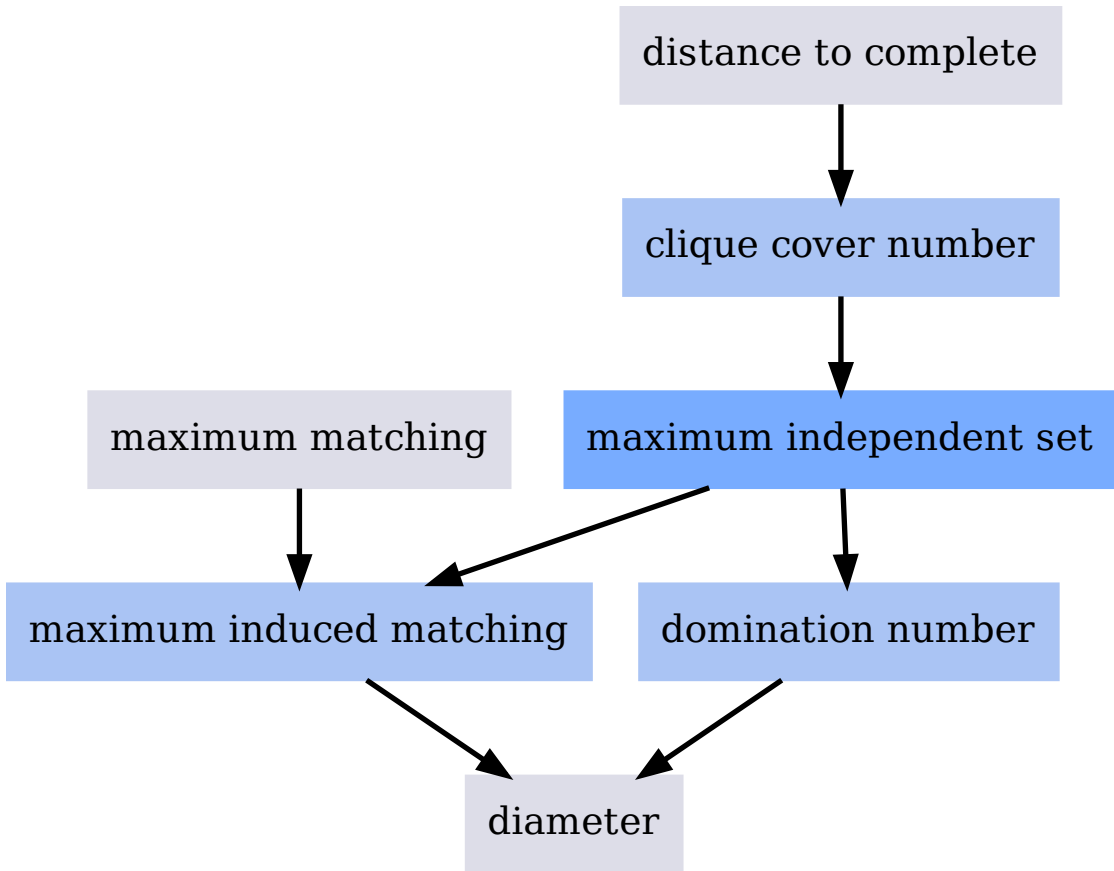 distance to complete
clique cover number
maximum matching
maximum independent set
maximum induced matching
domination number
diameter